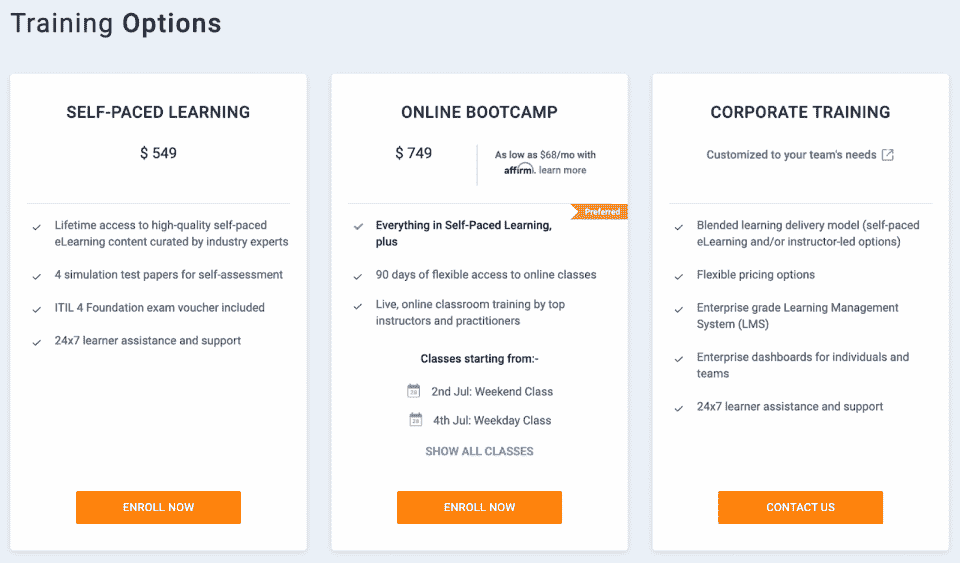 Training Options
SELF-PACED LEARNING
$ 549
Lifetime access to high-quality self-paced
eLearning content curated by industry experts
4 simulation test papers for self-assessment
ITIL 4 Foundation exam voucher included
24x7 learner assistance and support
ENROLL NOW
ONLINE BOOTCAMP
$ 749
As low as $68/mo with
affirm. learn more
Preferred
Everything in Self-Paced Learning,
plus
90 days of flexible access to online classes
Live, online classroom training by top
instructors and practitioners
Classes starting from:-
2nd Jul: Weekend Class
4th Jul: Weekday Class
SHOW ALL CLASSES
ENROLL NOW
CORPORATE TRAINING
Customized to your team's needs
Blended learning delivery model (self-paced
eLearning and/or instructor-led options)
Flexible pricing options
Enterprise grade Learning Management
System (LMS)
Enterprise dashboards for individuals and
teams
24x7 learner assistance and support
CONTACT US